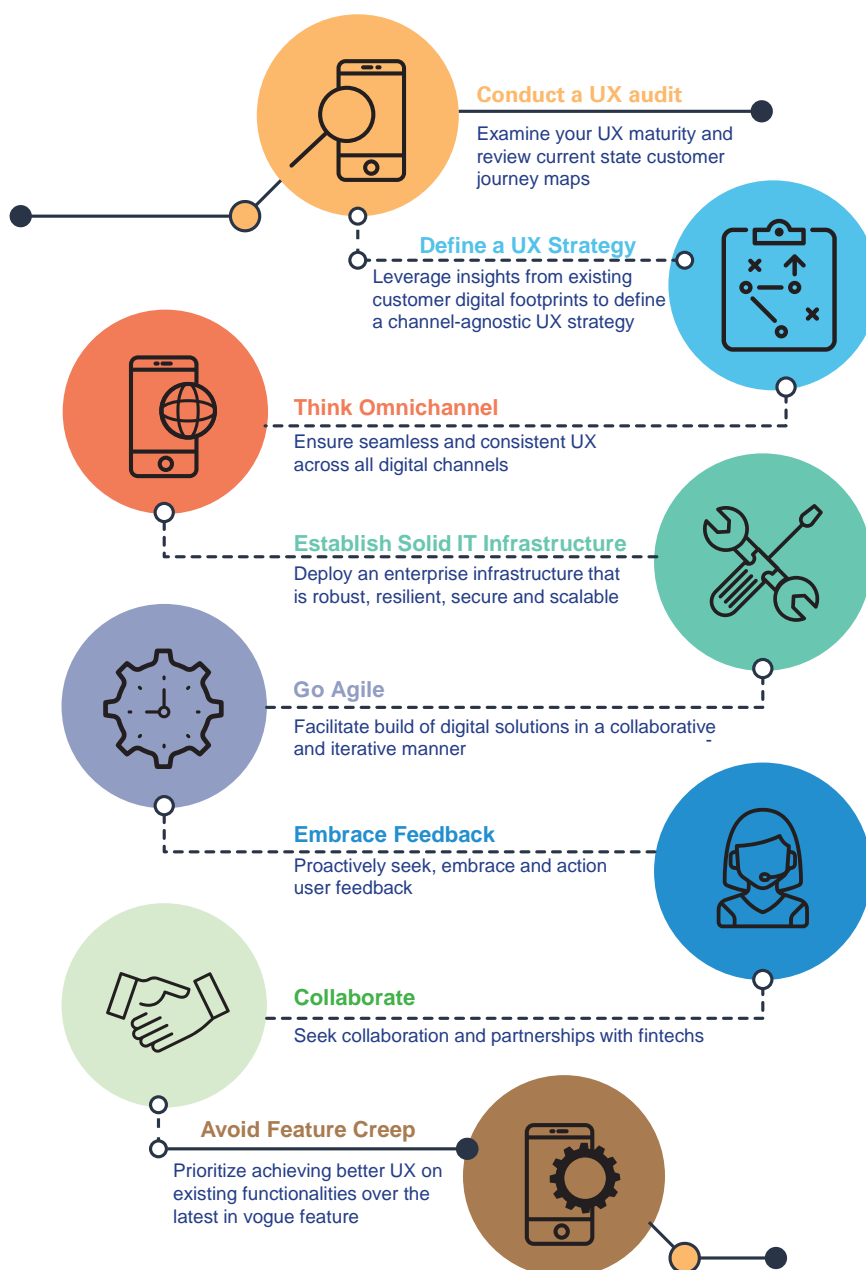 Conduct a UX audit
Examine your UX maturity and
review current state customer
journey maps
Define a UX Strategy
Leverage insights from existing
customer digital footprints to define
a channel-agnostic UX strategy
Think Omnichannel
Ensure seamless and consistent UX
across all digital channels
Establish Solid IT Infrastructure
Deploy an enterprise infrastructure that
is robust, resilient, secure and scalable
Go Agile
Facilitate build of digital solutions in a collaborative
and iterative manner
-
Embrace Feedback
Proactively seek, embrace and action
user feedback
Collaborate
Seek collaboration and partnerships with fintechs
Avoid Feature Creep
Prioritize achieving better UX on
existing functionalities over the
latest in vogue feature